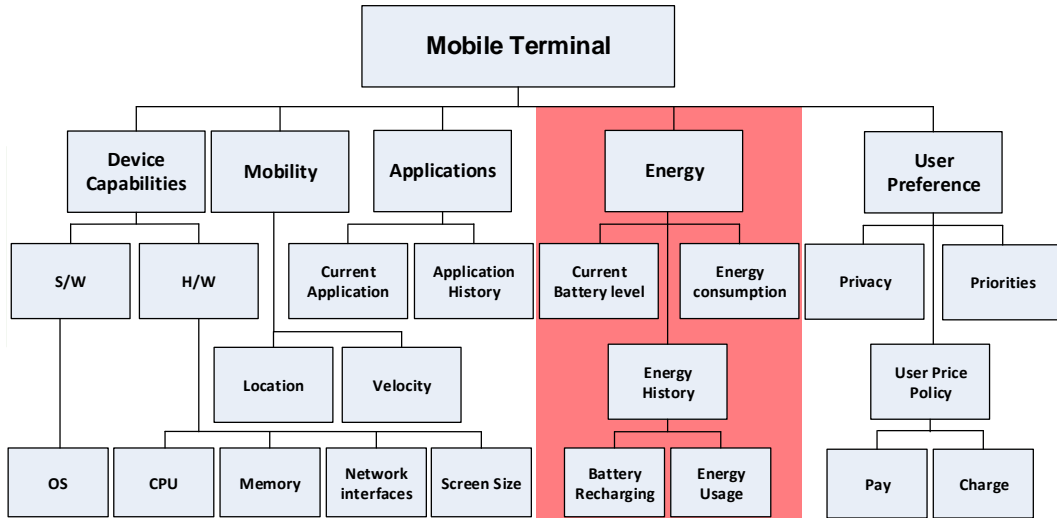 Mobile Terminal
Device
Capabilities
Mobility
Applications
Energy
User
Preference
S/W
H/W
Current
Application
Application
History
Current
Battery level
Energy
consumption
Privacy
Priorities
Location
Velocity
Energy
History
User Price
Policy
OS
CPU
Memory
Network
interfaces
Screen Size
Battery
Recharging
Energy
Usage
Pay
Charge